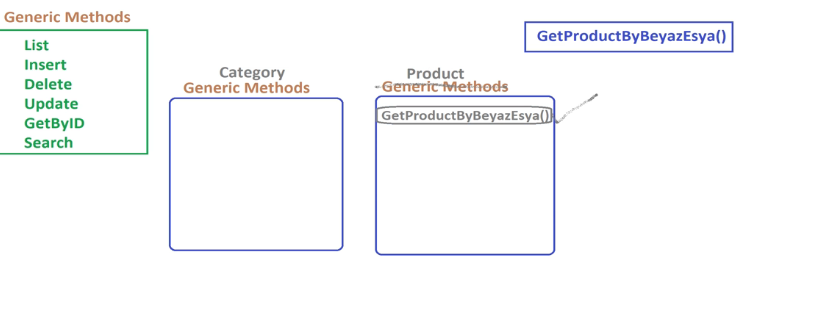 Generic Methods
List
Insert
Delete
Update
GetByID
Search
Category
Generic Methods
Product
Generic Methods
GetProductByBeyazEsya()
GetProductByBeyazEsya()